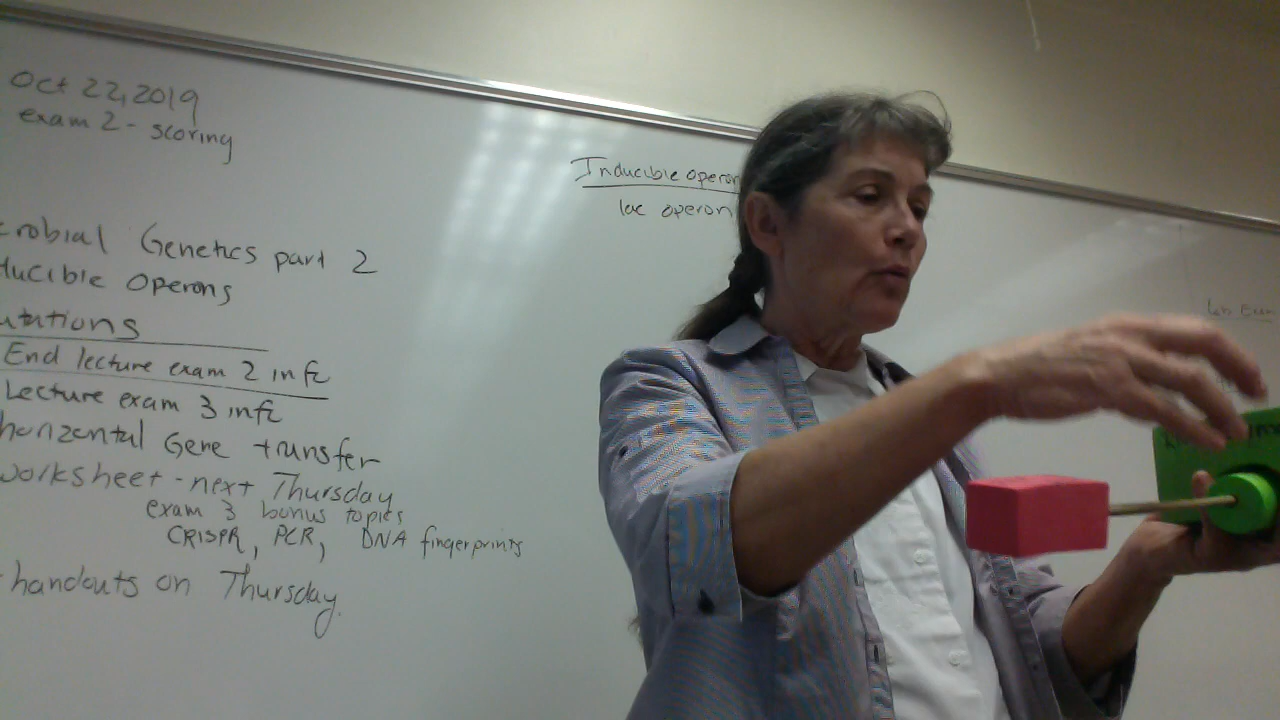 Oct 22, 2019
exam 2 - scoring
crobial Genetics part 2
ducible Operons
utations
End lecture exam 2 info
Lecture exam 3 info
horizontal Gene transfer
worksheet - next Thursday
exam 3 bonus topics
CRISPR, PCR, DNA fingerprints
handouts on Thursday.
Inducible operon
lac operon